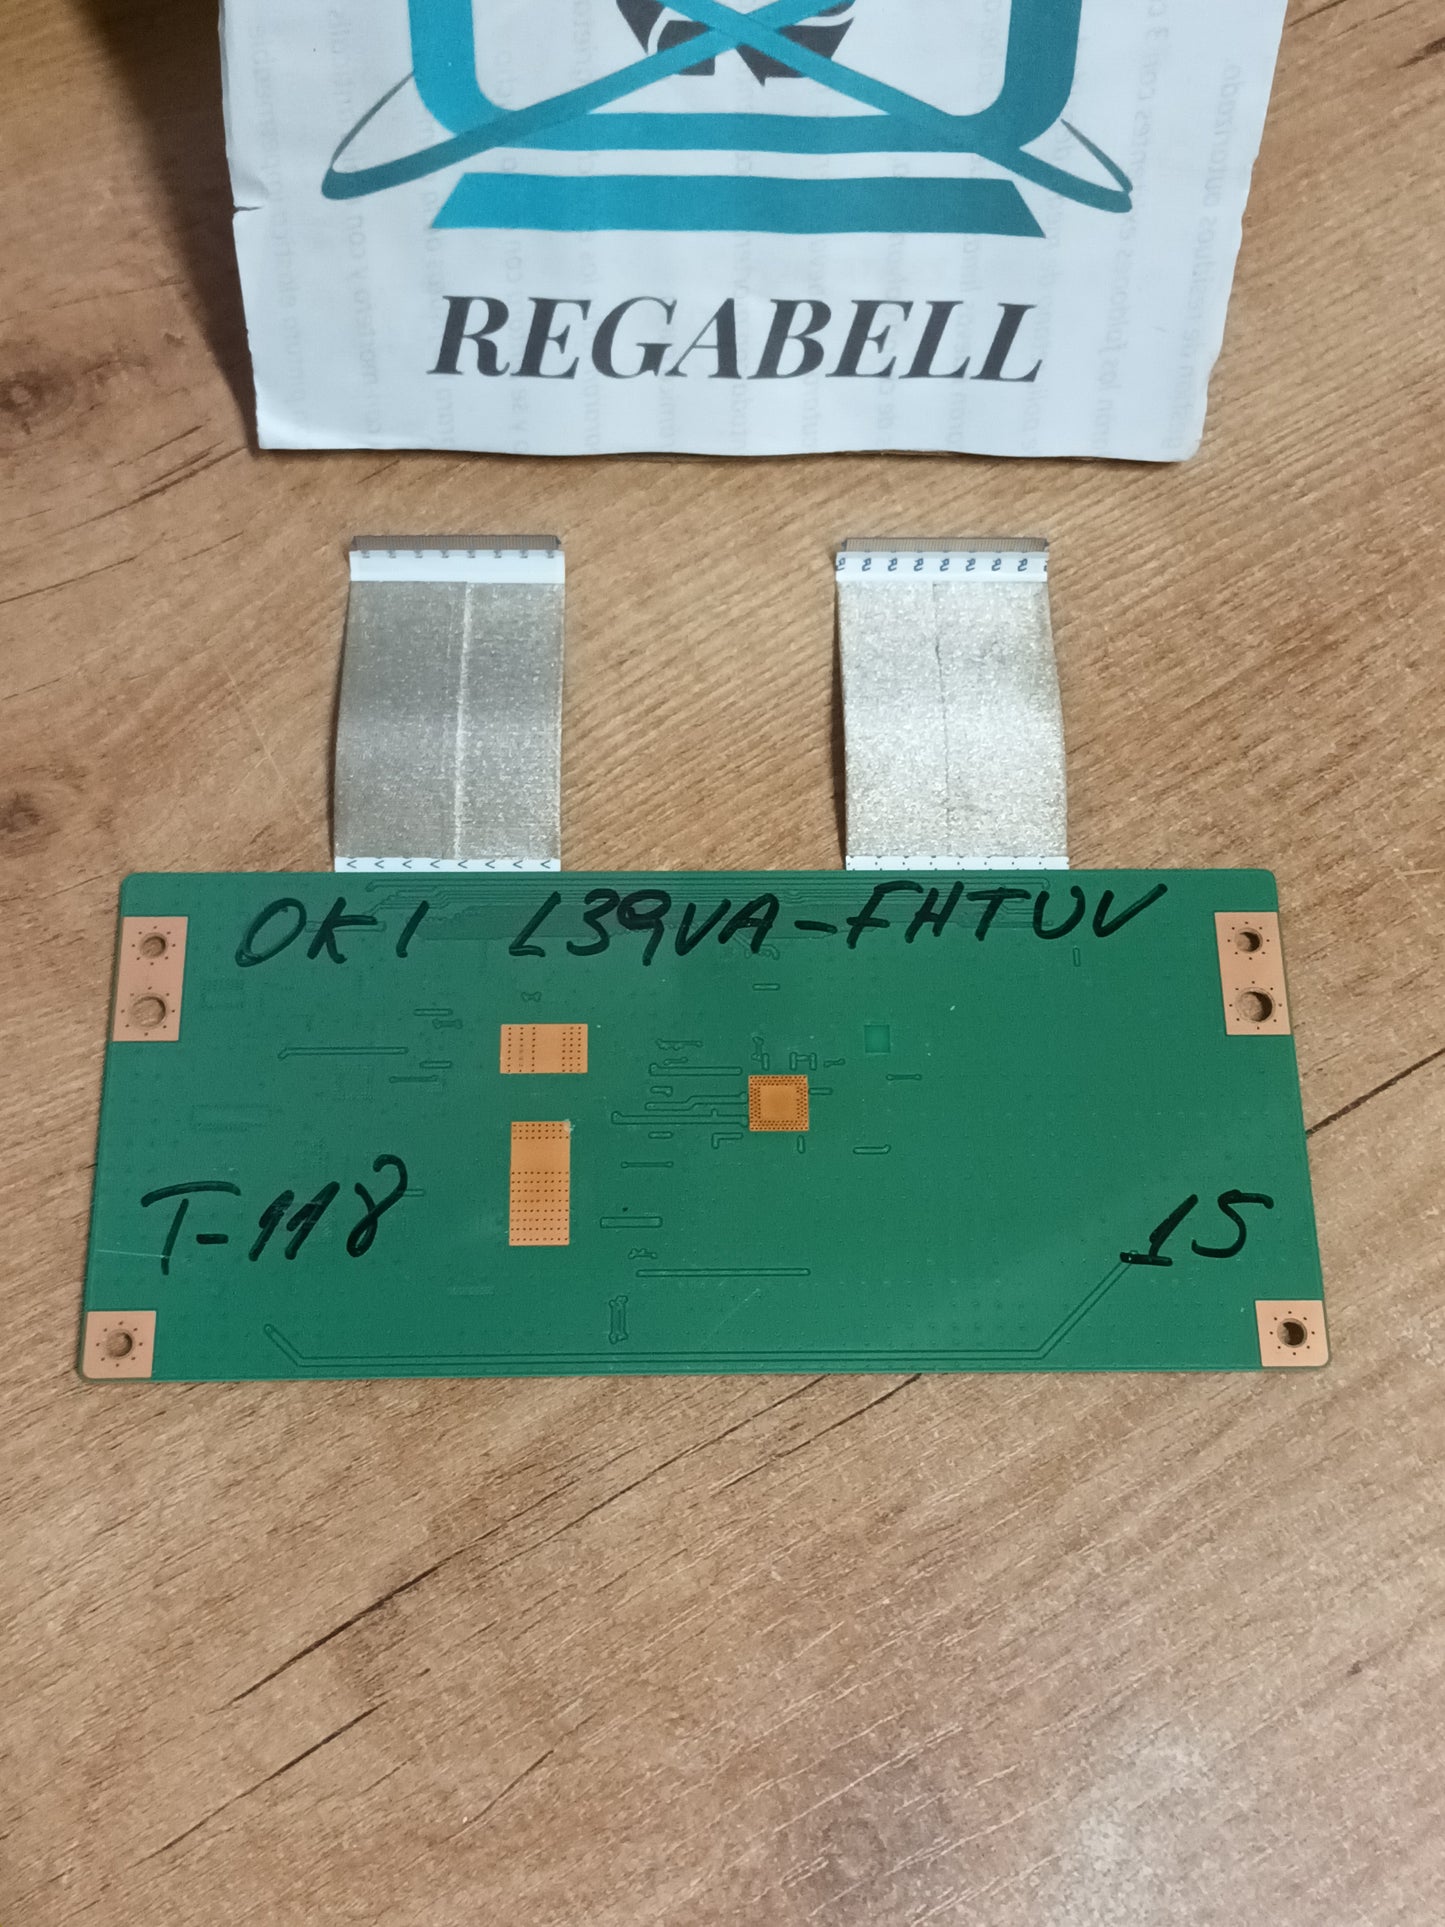 REGABELL
OKI L39VA-FHTUV
T-118
15